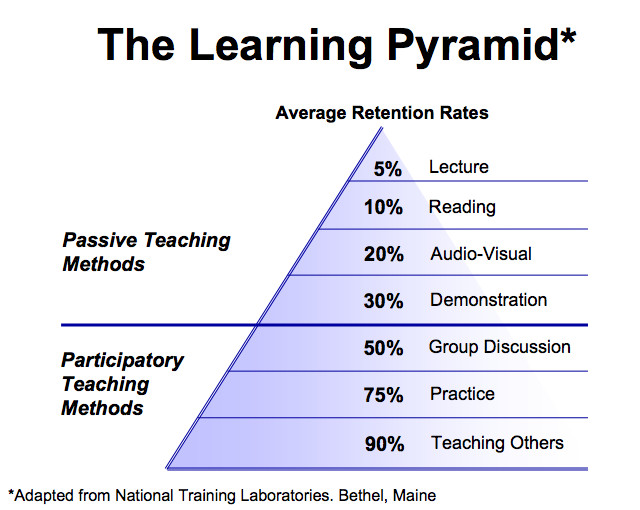 The Learning Pyramid*
Average Retention Rates
5% Lecture
10% Reading
20% Audio-Visual
30% Demonstration
Passive Teaching
Methods
50% Group Discussion
75% Practice
90% Teaching Others
Participatory
Teaching
Methods
*Adapted from National Training Laboratories. Bethel, Maine